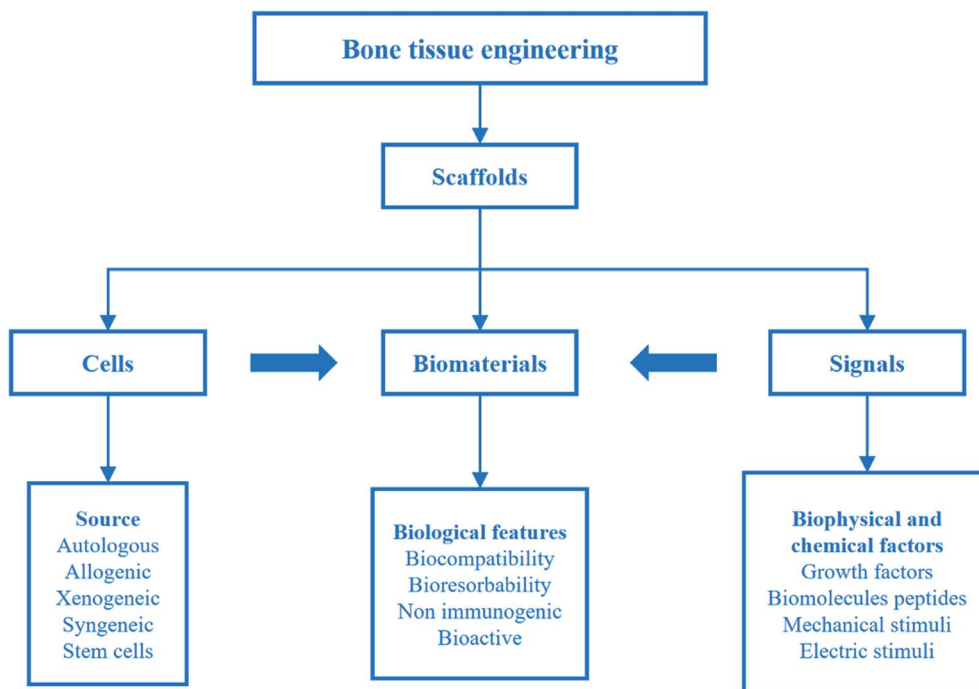 Bone tissue engineering
Scaffolds
Cells
Biomaterials
Signals
Source
Autologous
Allogenic
Xenogeneic
Syngeneic
Stem cells
Biological features
Biocompatibility
Bioresorbability
Non immunogenic
Bioactive
Biophysical and
chemical factors
Growth factors
Biomolecules peptides
Mechanical stimuli
Electric stimuli